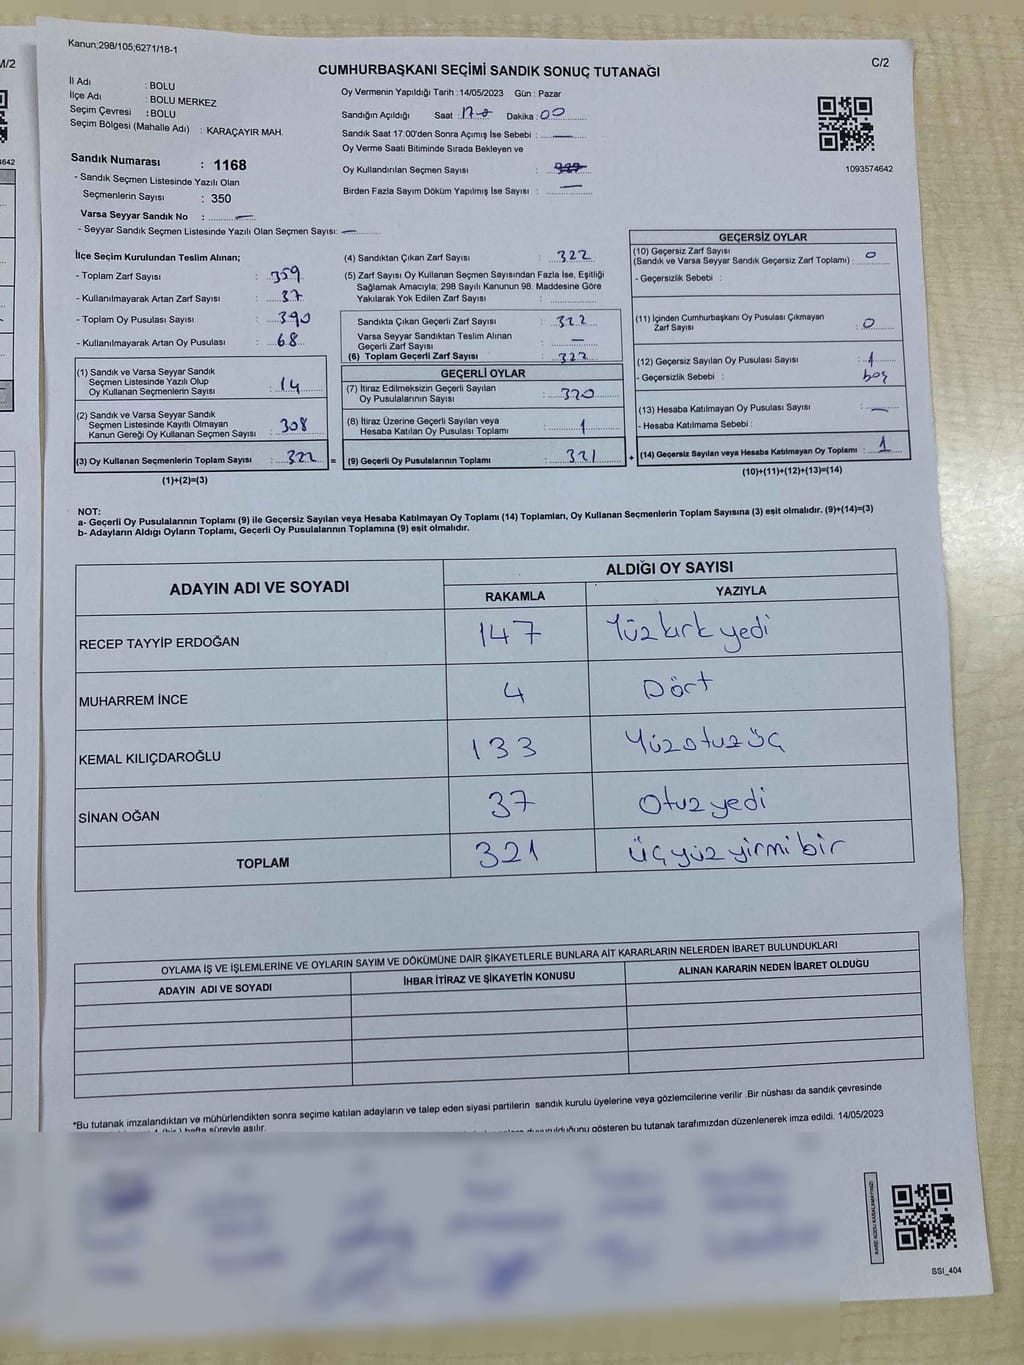 Kanun;298/105;6271/18-1
C/2
CUMHURBAŞKANI SEÇİMİ SANDIK SONUÇ TUTANAĞI
İl Adı : BOLU
İlçe Adı : BOLU MERKEZ
Seçim Çevresi : BOLU
Seçim Bölgesi (Mahalle Adı) : KARAÇAYIR MAH.
Sandık Numarası : 1168
- Sandık Seçmen Listesinde Yazılı Olan
Seçmenlerin Sayısı : 350
Varsa Seyyar Sandık No : —
- Seyyar Sandık Seçmen Listesinde Yazılı Olan Seçmen Sayısı: —
Oy Vermenin Yapıldığı Tarih : 14/05/2023 Gün : Pazar
Sandığın Açıldığı Saat : Dakika : 00
Sandık Saat 17:00'den Sonra Açımış İse Sebebi : —
Oy Verme Saati Bitiminde Sırada Bekleyen ve
Oy Kullandırılan Seçmen Sayısı :
Birden Fazla Sayım Döküm Yapılmış İse Sayısı : —
1093574642
İlçe Seçim Kurulundan Teslim Alınan;
- Toplam Zarf Sayısı : 359
- Kullanılmayarak Artan Zarf Sayısı : 37
- Toplam Oy Pusulası Sayısı : 390
- Kullanılmayarak Artan Oy Pusulası : 68
(1) Sandık ve Varsa Seyyar Sandık
Seçmen Listesinde Yazılı Olup
Oy Kullanan Seçmenlerin Sayısı : 14
(2) Sandık ve Varsa Seyyar Sandık
Seçmen Listesinde Kayıtlı Olmayan
Kanun Gereği Oy Kullanan Seçmen Sayısı : 308
(3) Oy Kullanan Seçmenlerin Toplam Sayısı : 322 =
(1)+(2)=(3)
(4) Sandıktan Çıkan Zarf Sayısı : 322
(5) Zarf Sayısı Oy Kullanan Seçmen Sayısından Fazla İse, Eşitliği
Sağlamak Amacıyla; 298 Sayılı Kanunun 98. Maddesine Göre
Yakılarak Yok Edilen Zarf Sayısı :
Sandıkta Çıkan Geçerli Zarf Sayısı : 322
Varsa Seyyar Sandıktan Teslim Alınan
Geçerli Zarf Sayısı : —
(6) Toplam Geçerli Zarf Sayısı : 322
GEÇERLİ OYLAR
(7) İtiraz Edilmeksizin Geçerli Sayılan
Oy Pusulalarının Sayısı : 320
(8) İtiraz Üzerine Geçerli Sayılan veya
Hesaba Katılan Oy Pusulası Toplamı : 1
(9) Geçerli Oy Pusulalarının Toplamı : 321 +
GEÇERSİZ OYLAR
(10) Geçersiz Zarf Sayısı
(Sandık ve Varsa Seyyar Sandık Geçersiz Zarf Toplamı) : 0
- Geçersizlik Sebebi :
(11) İçinden Cumhurbaşkanı Oy Pusulası Çıkmayan
Zarf Sayısı : 0
(12) Geçersiz Sayılan Oy Pusulası Sayısı : 1
- Geçersizlik Sebebi : boş
(13) Hesaba Katılmayan Oy Pusulası Sayısı : —
- Hesaba Katılmama Sebebi :
(14) Geçersiz Sayılan veya Hesaba Katılmayan Oy Toplamı : 1
(10)+(11)+(12)+(13)=(14)
NOT:
a- Geçerli Oy Pusulalarının Toplamı (9) ile Geçersiz Sayılan veya Hesaba Katılmayan Oy Toplamı (14) Toplamları, Oy Kullanan Seçmenlerin Toplam Sayısına (3) eşit olmalıdır. (9)+(14)=(3)
b- Adayların Aldığı Oyların Toplamı, Geçerli Oy Pusulalarının Toplamına (9) eşit olmalıdır.
ADAYIN ADI VE SOYADI
ALDIĞI OY SAYISI
RAKAMLA YAZIYLA
RECEP TAYYİP ERDOĞAN 147 Yüzkırkyedi
MUHARREM İNCE 4 Dört
KEMAL KILIÇDAROĞLU 133 Yüzotuzüç
SİNAN OĞAN 37 Otuzyedi
TOPLAM 321 üçyüzyirmibir
OYLAMA İŞ VE İŞLEMLERİNE VE OYLARIN SAYIM VE DÖKÜMÜNE DAİR ŞİKAYETLERLE BUNLARA AİT KARARLARIN NELERDEN İBARET BULUNDUKLARI
ADAYIN ADI VE SOYADI İHBAR İTİRAZ VE ŞİKAYETİN KONUSU ALINAN KARARIN NEDEN İBARET OLDUĞU
*Bu tutanak imzalandıktan ve mühürlendikten sonra seçime katılan adayların ve talep eden siyasi partilerin sandık kurulu üyelerine veya gözlemcilerine verilir .Bir nüshası da sandık çevresinde
hafta süreyle asılır.
duyurulduğunu gösteren bu tutanak tarafımızdan düzenlenerek imza edildi. 14/05/2023
KARE KODU KARALAMAYINIZ!
SSI_404